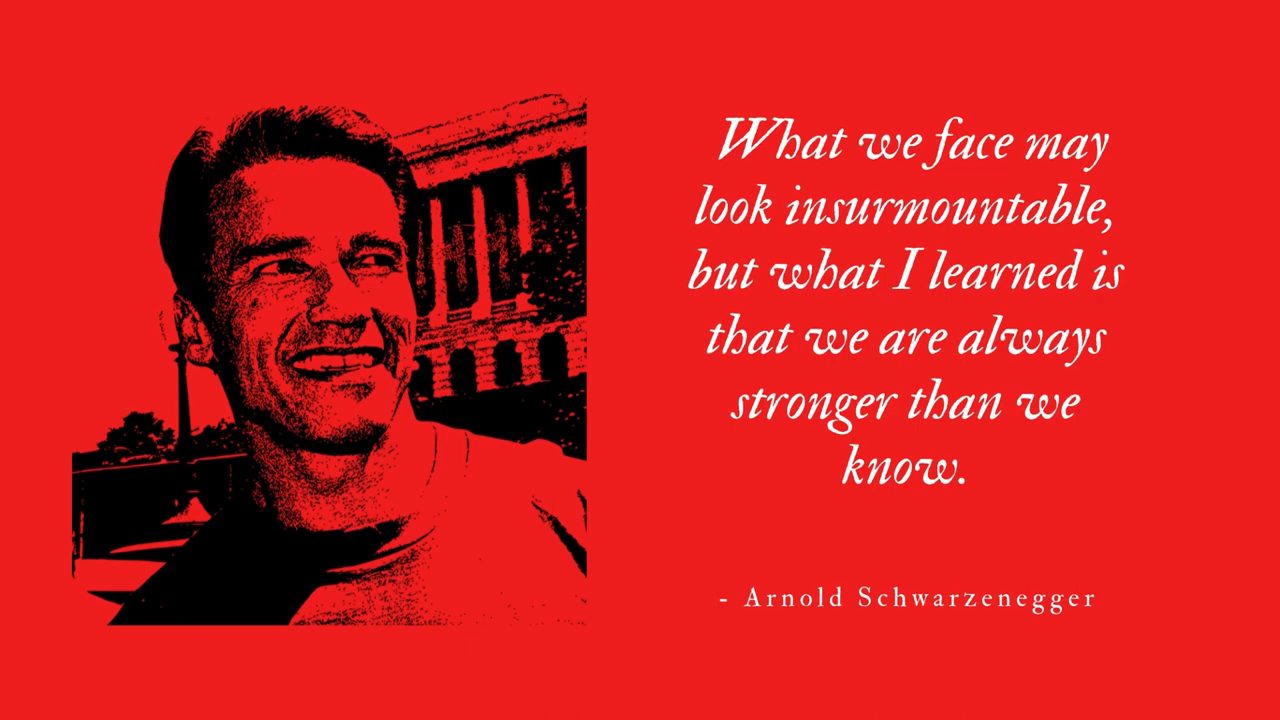 What we face may
look insurmountable,
but what I learned is
that we are always
stronger than we
know.
- Arnold Schwarzenegger